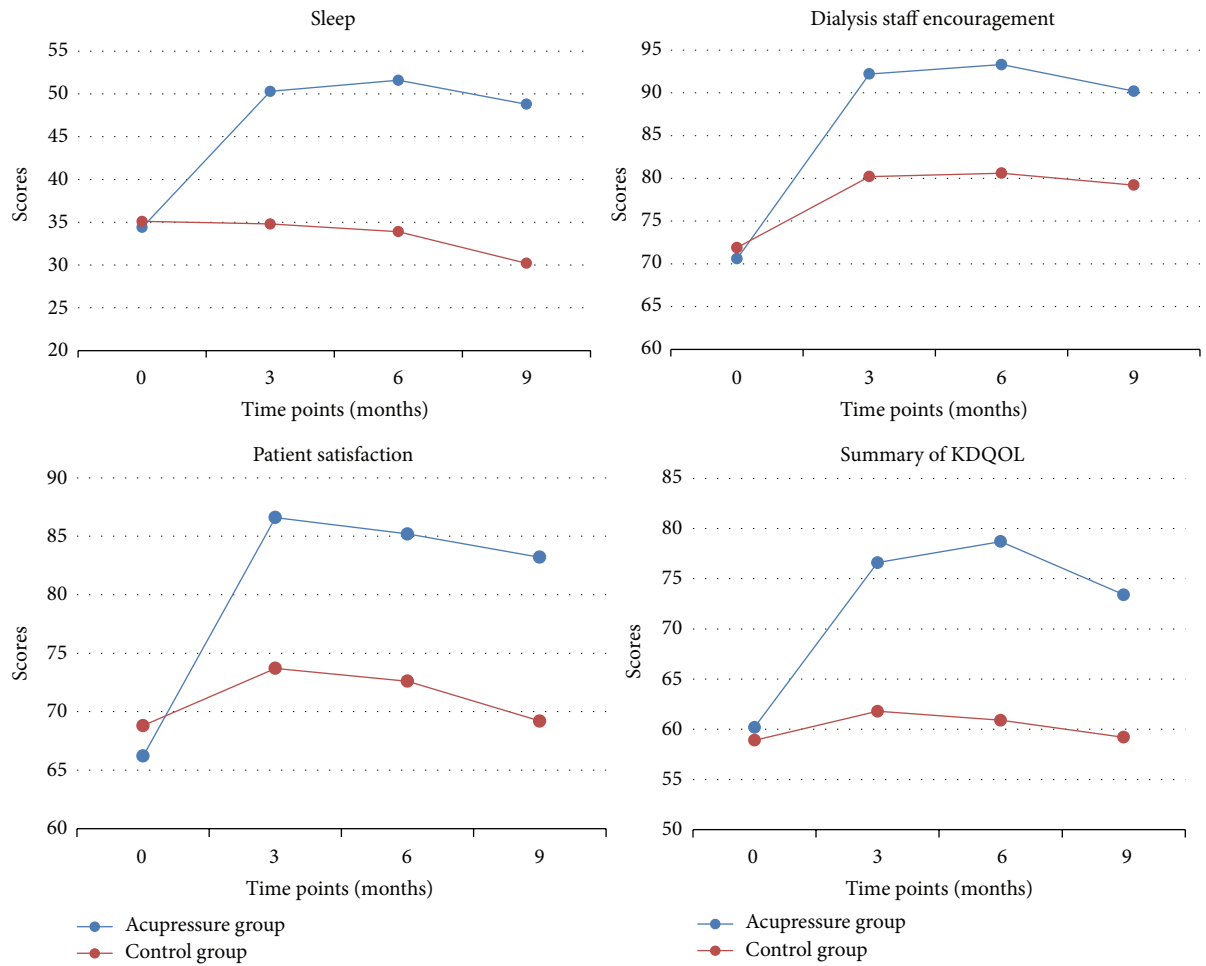 Sleep
55
50
45
40
35
30
25
20
Scores
0 3 6 9
Time points (months)
Dialysis staff encouragement
95
90
85
80
75
70
65
60
Scores
0 3 6 9
Time points (months)
Patient satisfaction
90
85
80
75
70
65
60
Scores
0 3 6 9
Time points (months)
Acupressure group
Control group
Summary of KDQOL
85
80
75
70
65
60
55
50
Scores
0 3 6 9
Time points (months)
Acupressure group
Control group